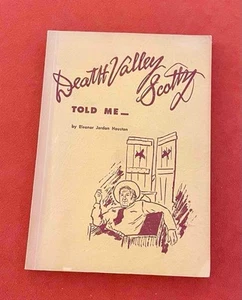 Death Valley
Scotty
TOLD ME—
by Eleanor Jordan Houston